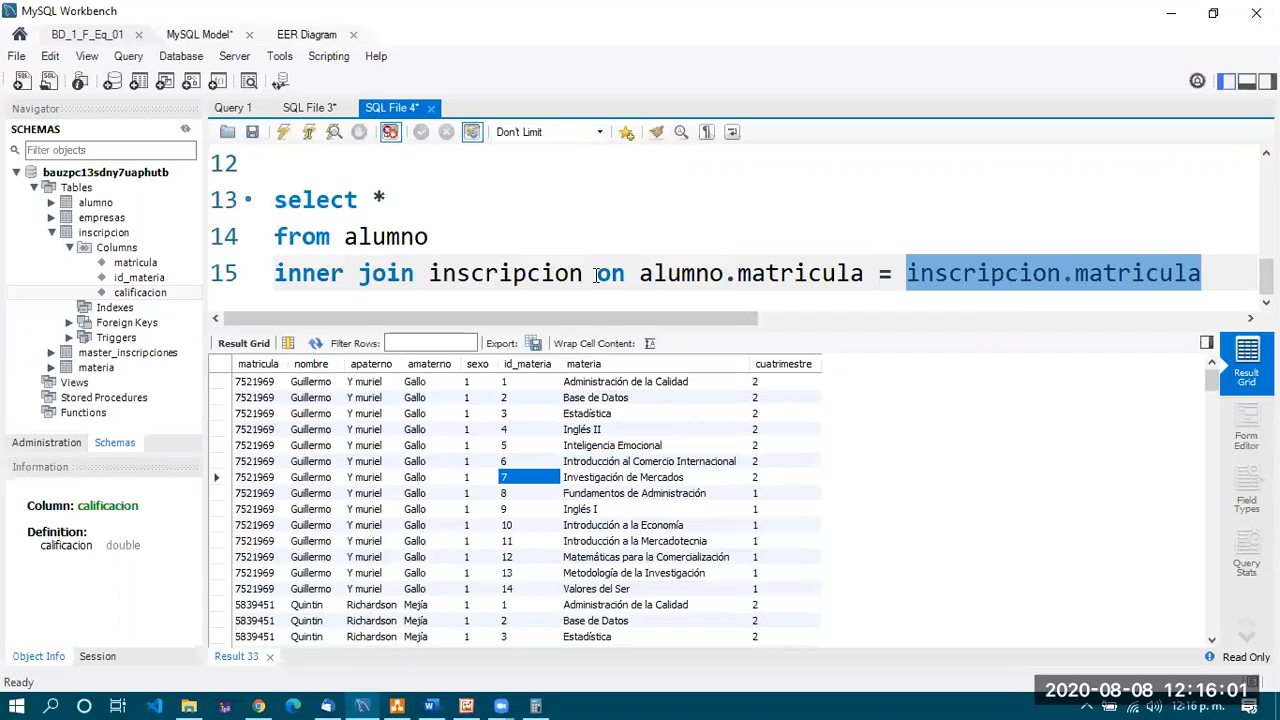 MySQL Workbench
BD_1_F_Eq_01
MySQL Model*
EER Diagram
File Edit View Query Database Server Tools Scripting Help
Navigator
SCHEMAS
Filter objects
bauzpc13sdny7uaphutb
Tables
alumno
empresas
inscripcion
Columns
matricula
id_materia
calificacion
Indexes
Foreign Keys
Triggers
master_inscripciones
materia
Views
Stored Procedures
Functions
Administration Schemas
Information
Column: calificacion
Definition:
calificacion double
Object Info Session
Ready
Query 1 SQL File 3* SQL File 4*
Don't Limit
12
13 select *
14 from alumno
15 inner join inscripcion on alumno.matricula = inscripcion.matricula
Result Grid Filter Rows: Export: Wrap Cell Content:
matricula nombre apaterno amaterno sexo id_materia materia cuatrimestre
7521969 Guillermo Y muriel Gallo 1 1 Administración de la Calidad 2
7521969 Guillermo Y muriel Gallo 1 2 Base de Datos 2
7521969 Guillermo Y muriel Gallo 1 3 Estadística 2
7521969 Guillermo Y muriel Gallo 1 4 Inglés II 2
7521969 Guillermo Y muriel Gallo 1 5 Inteligencia Emocional 2
7521969 Guillermo Y muriel Gallo 1 6 Introducción al Comercio Internacional 2
7521969 Guillermo Y muriel Gallo 1 7 Investigación de Mercados 2
7521969 Guillermo Y muriel Gallo 1 8 Fundamentos de Administración 1
7521969 Guillermo Y muriel Gallo 1 9 Inglés I 1
7521969 Guillermo Y muriel Gallo 1 10 Introducción a la Economía 1
7521969 Guillermo Y muriel Gallo 1 11 Introducción a la Mercadotecnia 1
7521969 Guillermo Y muriel Gallo 1 12 Matemáticas para la Comercialización 1
7521969 Guillermo Y muriel Gallo 1 13 Metodología de la Investigación 1
7521969 Guillermo Y muriel Gallo 1 14 Valores del Ser 1
5839451 Quintin Richardson Mejía 1 1 Administración de la Calidad 2
5839451 Quintin Richardson Mejía 1 2 Base de Datos 2
5839451 Quintin Richardson Mejía 1 3 Estadística 2
Result 33
Result
Grid
Form
Editor
Field
Types
Query
Stats
Read Only
2020-08-08 12:16:01
12:16 p. m.